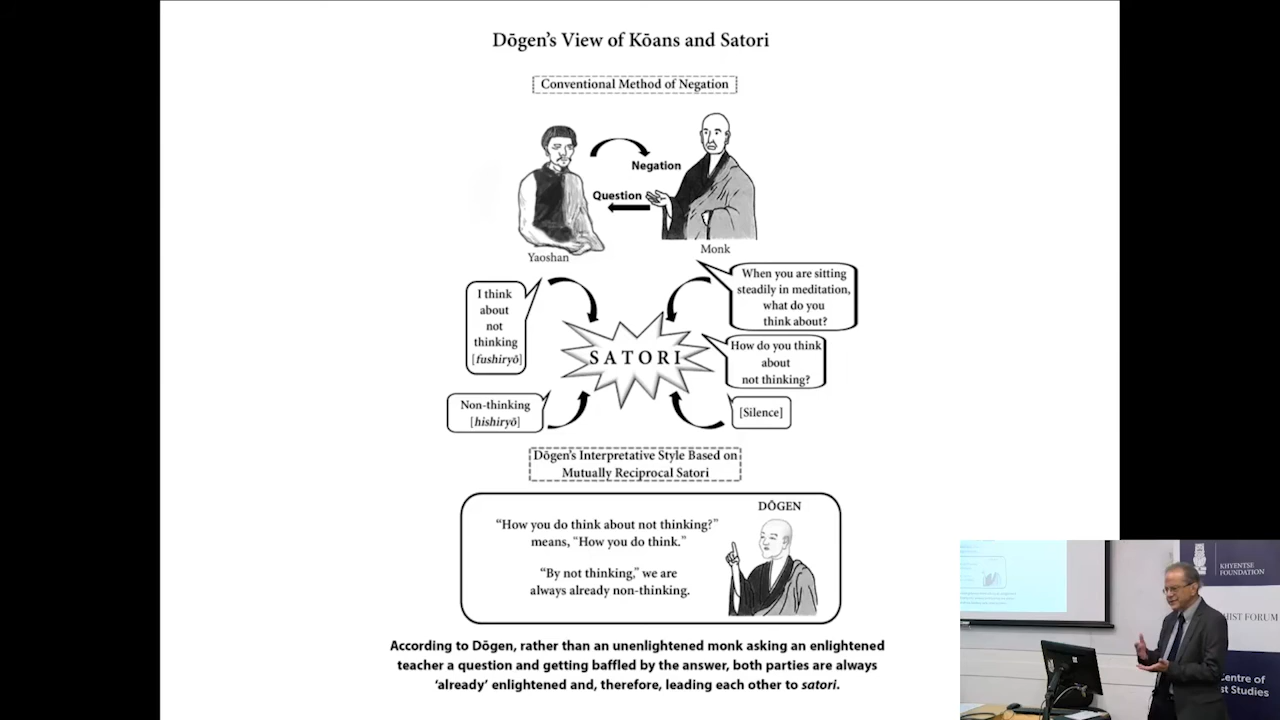 Dōgen's View of Kōans and Satori
Conventional Method of Negation
Negation
Question
Yaoshan
Monk
I think
about
not
thinking
[fushiryō]
When you are sitting
steadily in meditation,
what do you
think about?
SATORI
How do you think
about
not thinking?
Non-thinking
[hishiryō]
[Silence]
Dōgen's Interpretative Style Based on
Mutually Reciprocal Satori
DŌGEN
“How you do think about not thinking?”
means, “How you do think.”
“By not thinking,” we are
always already non-thinking.
According to Dōgen, rather than an unenlightened monk asking an enlightened
teacher a question and getting baffled by the answer, both parties are always
‘already’ enlightened and, therefore, leading each other to satori.
KHYENTSE
FOUNDATION
FORUM
Centre of
Studies